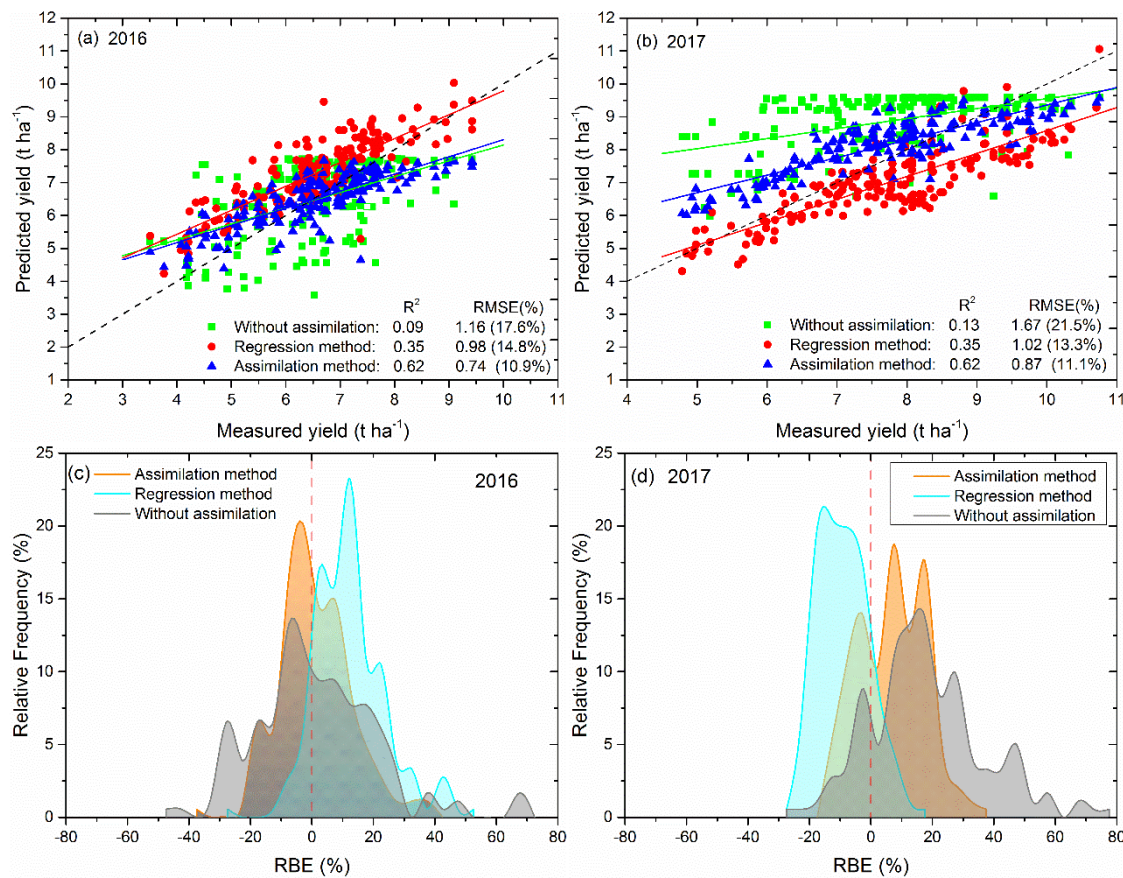 (a) 2016
Predicted yield (t ha-1)
12
11
10
9
8
7
6
5
4
3
2
1
R2 RMSE(%)
Without assimilation: 0.09 1.16 (17.6%)
Regression method: 0.35 0.98 (14.8%)
Assimilation method: 0.62 0.74 (10.9%)
2 3 4 5 6 7 8 9 10 11
Measured yield (t ha-1)
(b) 2017
Predicted yield (t ha-1)
12
11
10
9
8
7
6
5
4
3
2
1
R2 RMSE(%)
Without assimilation: 0.13 1.67 (21.5%)
Regression method: 0.35 1.02 (13.3%)
Assimilation method: 0.62 0.87 (11.1%)
4 5 6 7 8 9 10 11
Measured yield (t ha-1)
(c) 2016
Assimilation method
Regression method
Without assimilation
Relative Frequency (%)
25
20
15
10
5
0
-80 -60 -40 -20 0 20 40 60 80
RBE (%)
(d) 2017
Assimilation method
Regression method
Without assimilation
Relative Frequency (%)
25
20
15
10
5
0
-80 -60 -40 -20 0 20 40 60 80
RBE (%)